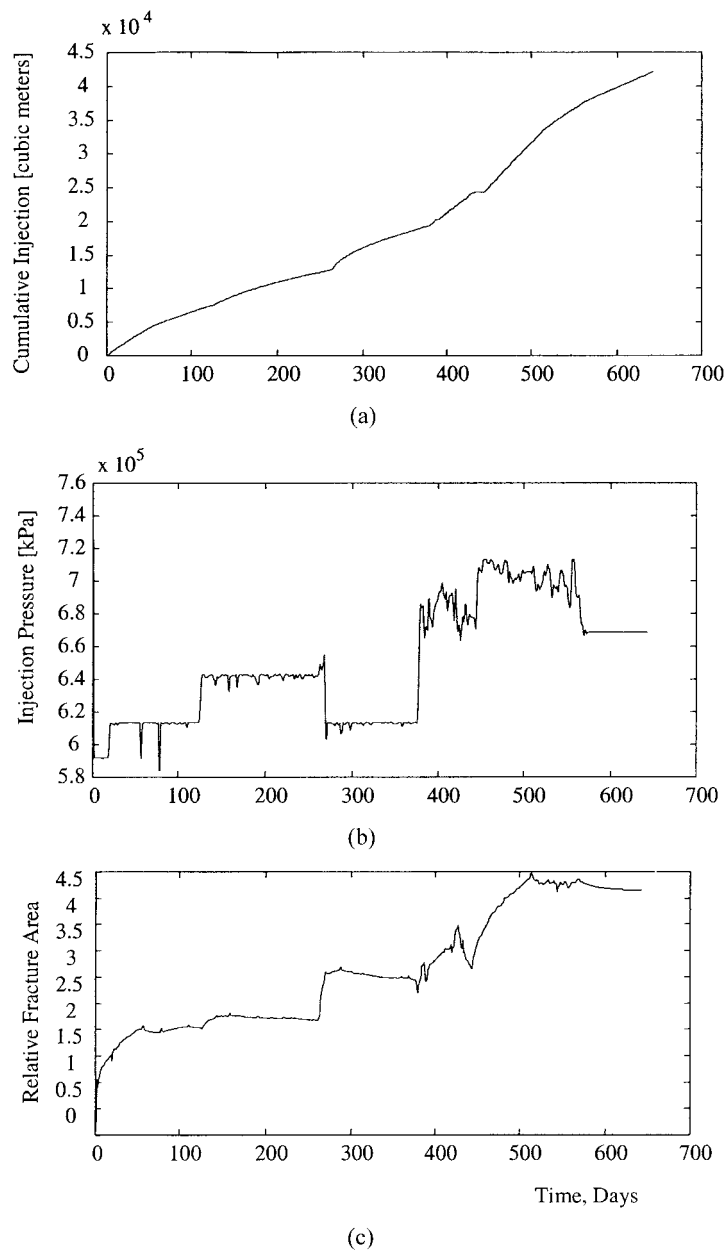 x 10⁴
Cumulative Injection [cubic meters]
4.5
4
3.5
3
2.5
2
1.5
1
0.5
0
0 100 200 300 400 500 600 700
(a)
x 10⁵
Injection Pressure [kPa]
7.6
7.4
7.2
7
6.8
6.6
6.4
6.2
6
5.8
0 100 200 300 400 500 600 700
(b)
Relative Fracture Area
4.5
4
3.5
3
2.5
2
1.5
1
0.5
0
0 100 200 300 400 500 600 700
Time, Days
(c)